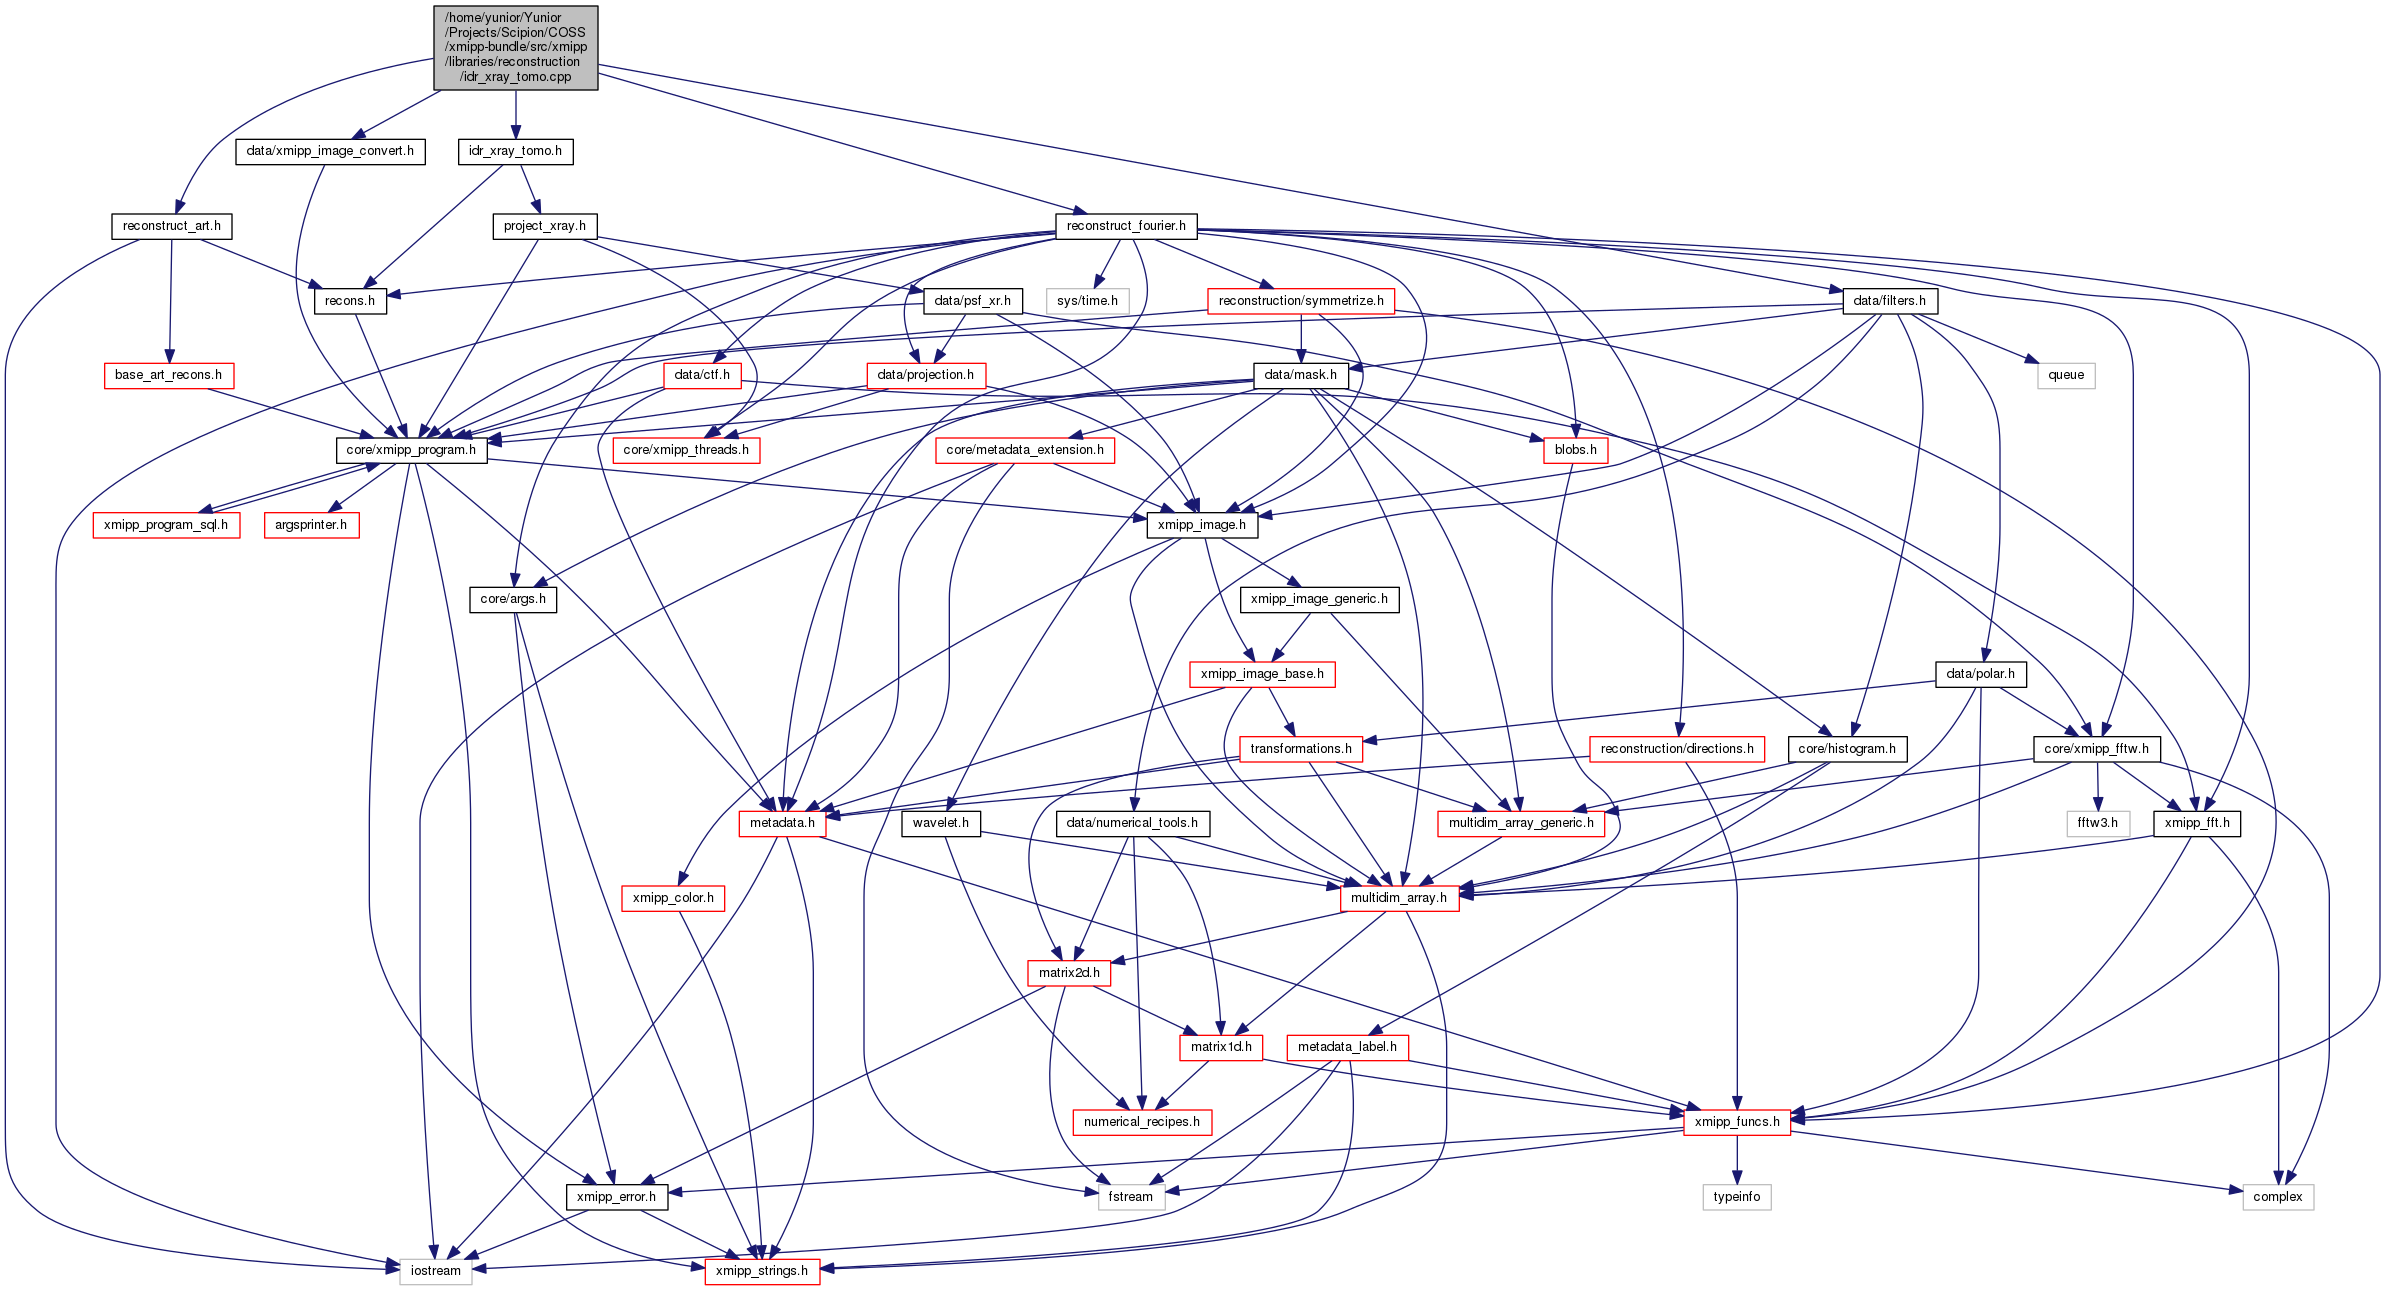 /home/yunior/Yunior
/Projects/Scipion/COSS
/xmipp-bundle/src/xmipp
/libraries/reconstruction
/idr_xray_tomo.cpp
data/xmipp_image_convert.h
idr_xray_tomo.h
reconstruct_art.h
project_xray.h
reconstruct_fourier.h
recons.h
data/psf_xr.h
sys/time.h
reconstruction/symmetrize.h
data/filters.h
base_art_recons.h
data/ctf.h
data/projection.h
data/mask.h
queue
core/xmipp_program.h
core/xmipp_threads.h
core/metadata_extension.h
blobs.h
xmipp_program_sql.h
argsprinter.h
xmipp_image.h
core/args.h
xmipp_image_generic.h
xmipp_image_base.h
data/polar.h
transformations.h
reconstruction/directions.h
core/histogram.h
core/xmipp_fftw.h
metadata.h
wavelet.h
data/numerical_tools.h
multidim_array_generic.h
fftw3.h
xmipp_fft.h
xmipp_color.h
multidim_array.h
matrix2d.h
matrix1d.h
metadata_label.h
numerical_recipes.h
xmipp_funcs.h
xmipp_error.h
fstream
typeinfo
complex
iostream
xmipp_strings.h